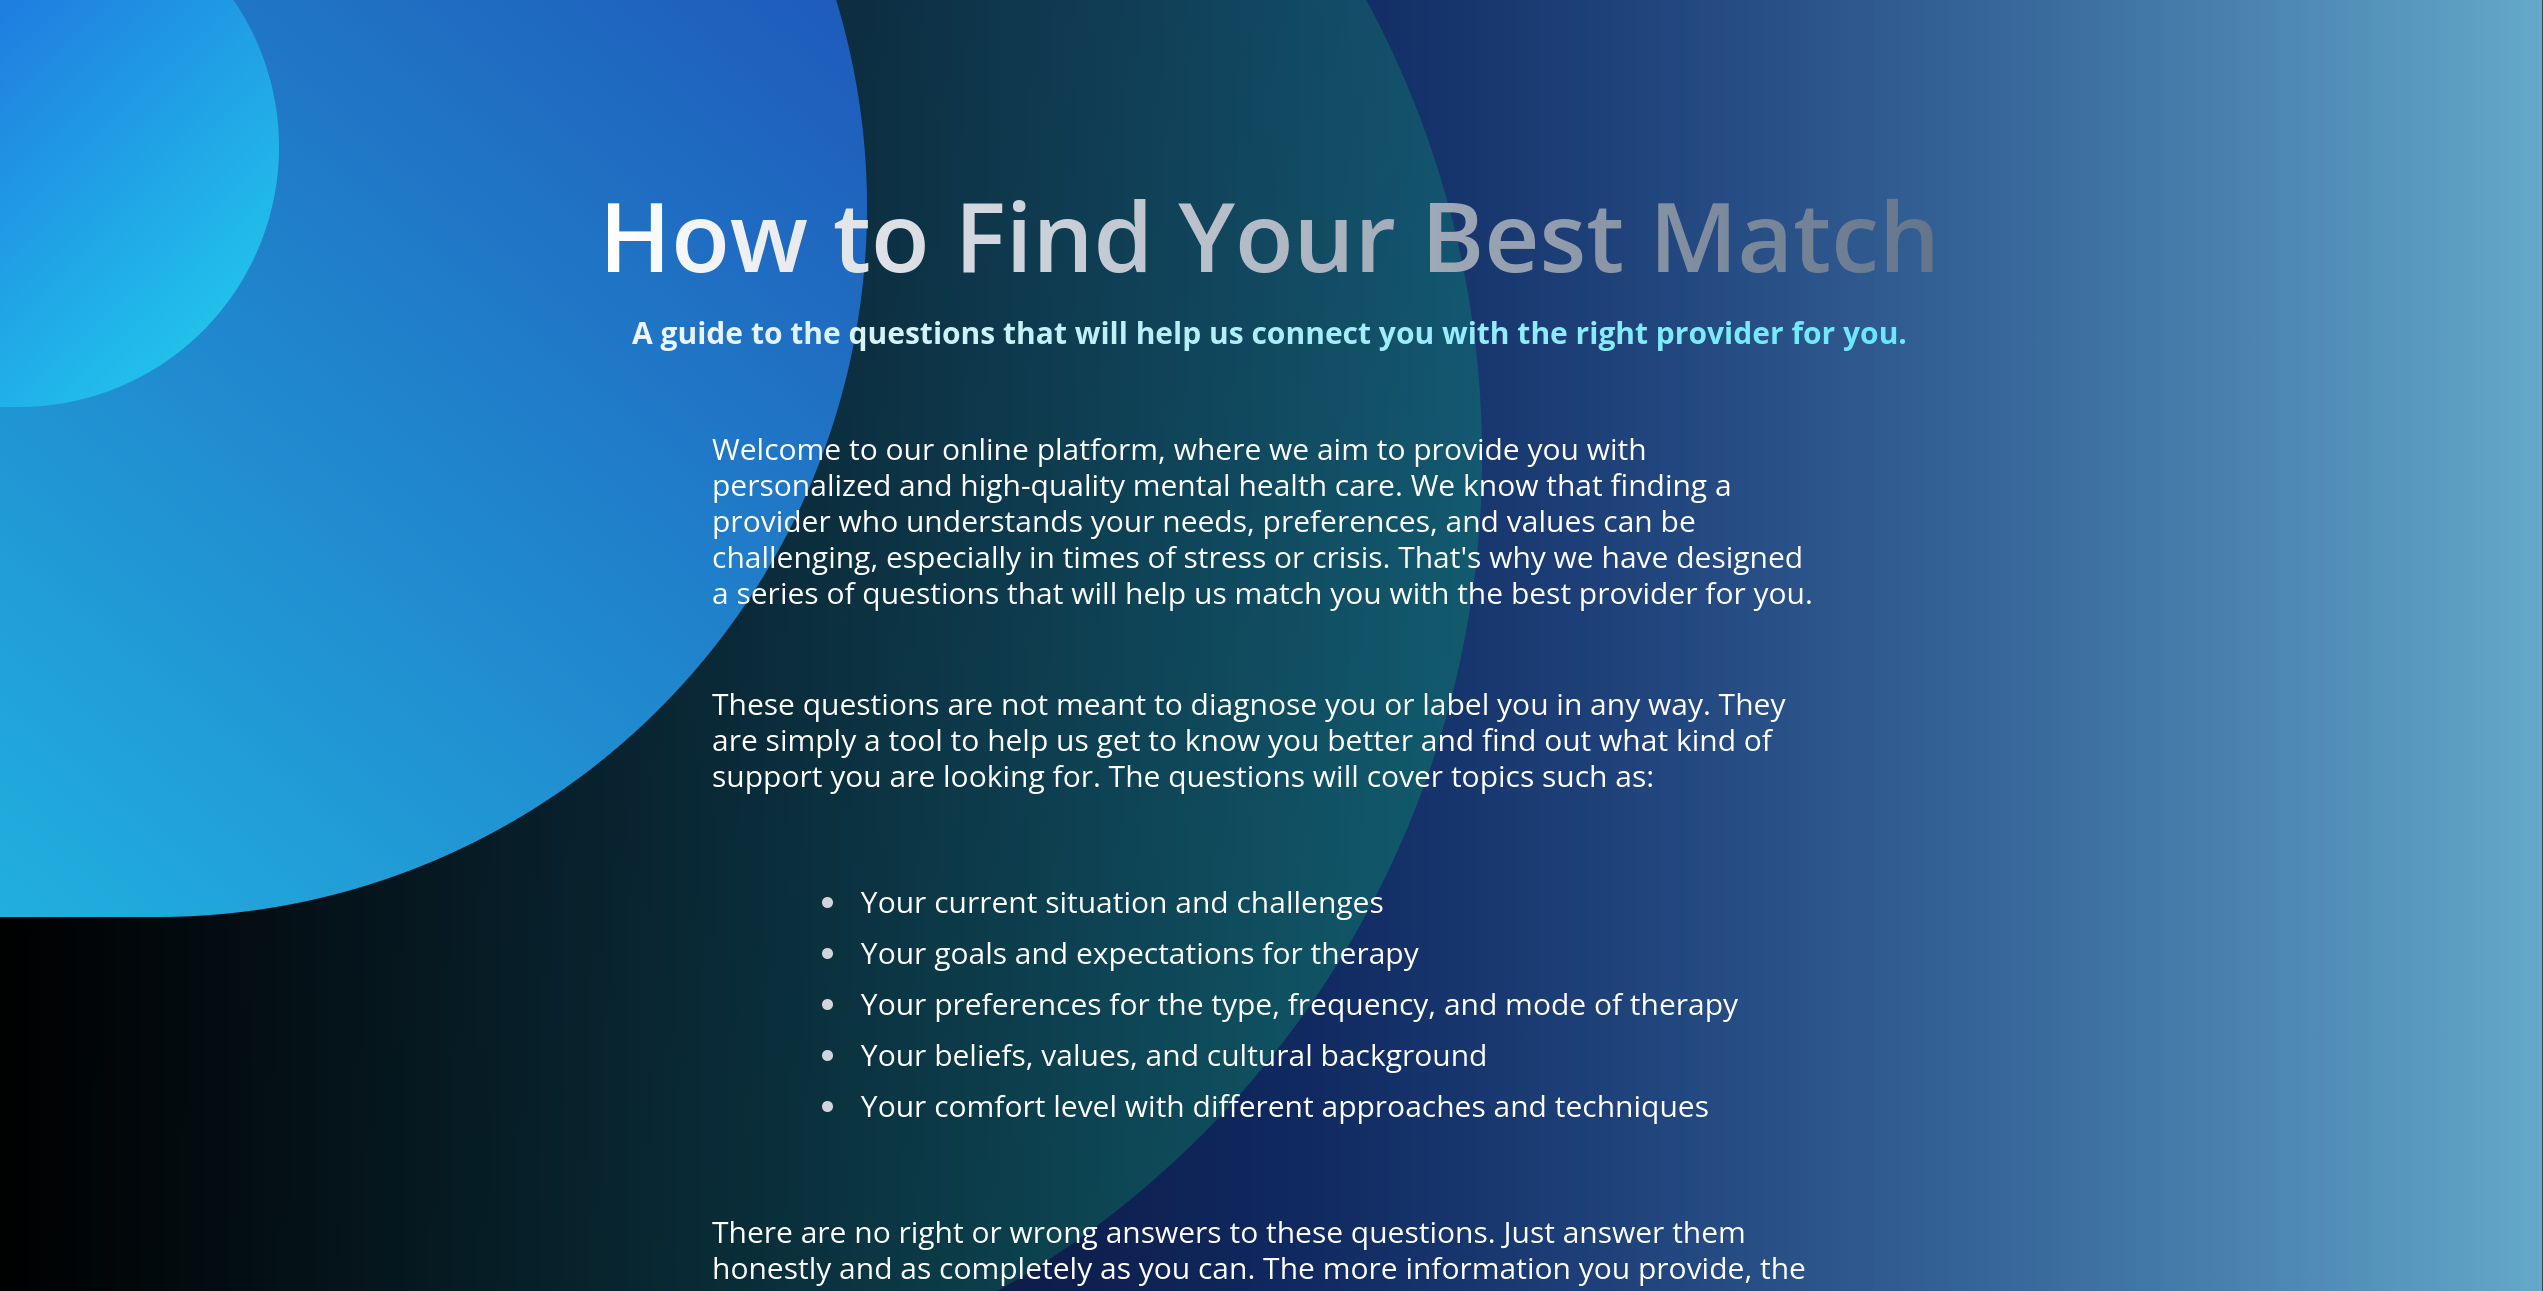 How to Find Your Best Match
A guide to the questions that will help us connect you with the right provider for you.
Welcome to our online platform, where we aim to provide you with
personalized and high-quality mental health care. We know that finding a
provider who understands your needs, preferences, and values can be
challenging, especially in times of stress or crisis. That's why we have designed
a series of questions that will help us match you with the best provider for you.
These questions are not meant to diagnose you or label you in any way. They
are simply a tool to help us get to know you better and find out what kind of
support you are looking for. The questions will cover topics such as:
• Your current situation and challenges
• Your goals and expectations for therapy
• Your preferences for the type, frequency, and mode of therapy
• Your beliefs, values, and cultural background
• Your comfort level with different approaches and techniques
There are no right or wrong answers to these questions. Just answer them
honestly and as completely as you can. The more information you provide, the